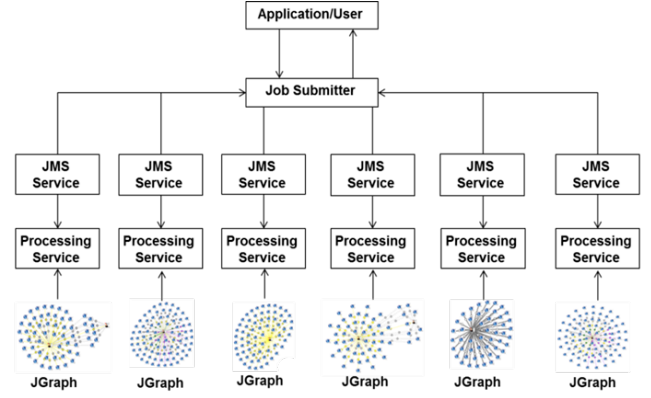 Application/User
Job Submitter
JMS
Service
JMS
Service
JMS
Service
JMS
Service
JMS
Service
JMS
Service
Processing
Service
Processing
Service
Processing
Service
Processing
Service
Processing
Service
Processing
Service
JGraph
JGraph
JGraph
JGraph
JGraph
JGraph